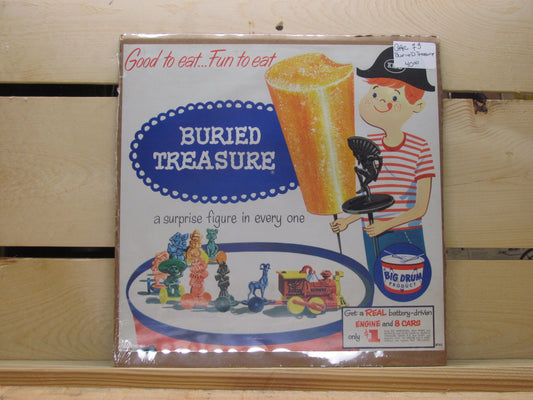 Good to eat...Fun to eat
BURIED
TREASURE
a surprise figure in every one
BIG DRUM
PRODUCT
Get a REAL battery-driven
ENGINE and 8 CARS
only $1